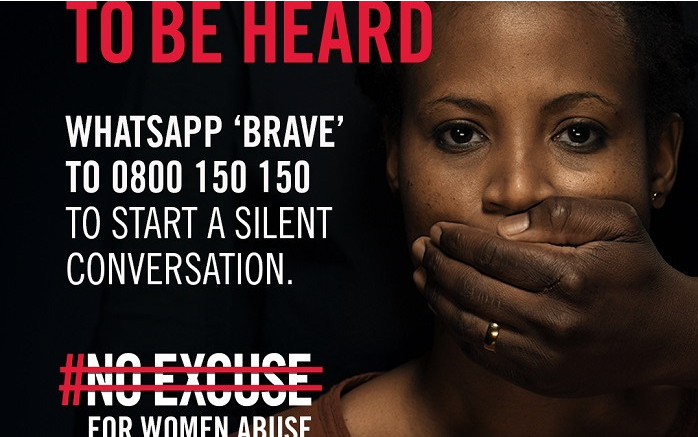 TO BE HEARD
WHATSAPP ‘BRAVE’
TO 0800 150 150
TO START A SILENT
CONVERSATION.
#NO EXCUSE
FOR WOMEN ABUSE